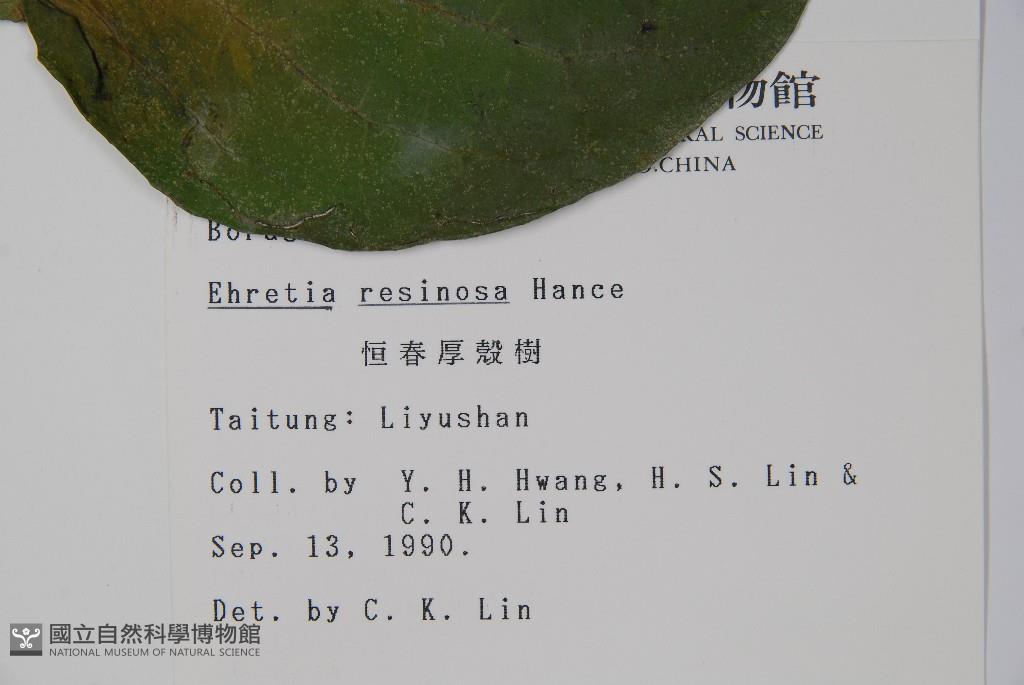 物館
RAL SCIENCE
O.CHINA
Ehretia resinosa Hance
恒春厚殼樹
Taitung: Liyushan
Coll. by Y. H. Hwang, H. S. Lin &
C. K. Lin
Sep. 13, 1990.
Det. by C. K. Lin
國立自然科學博物館
NATIONAL MUSEUM OF NATURAL SCIENCE